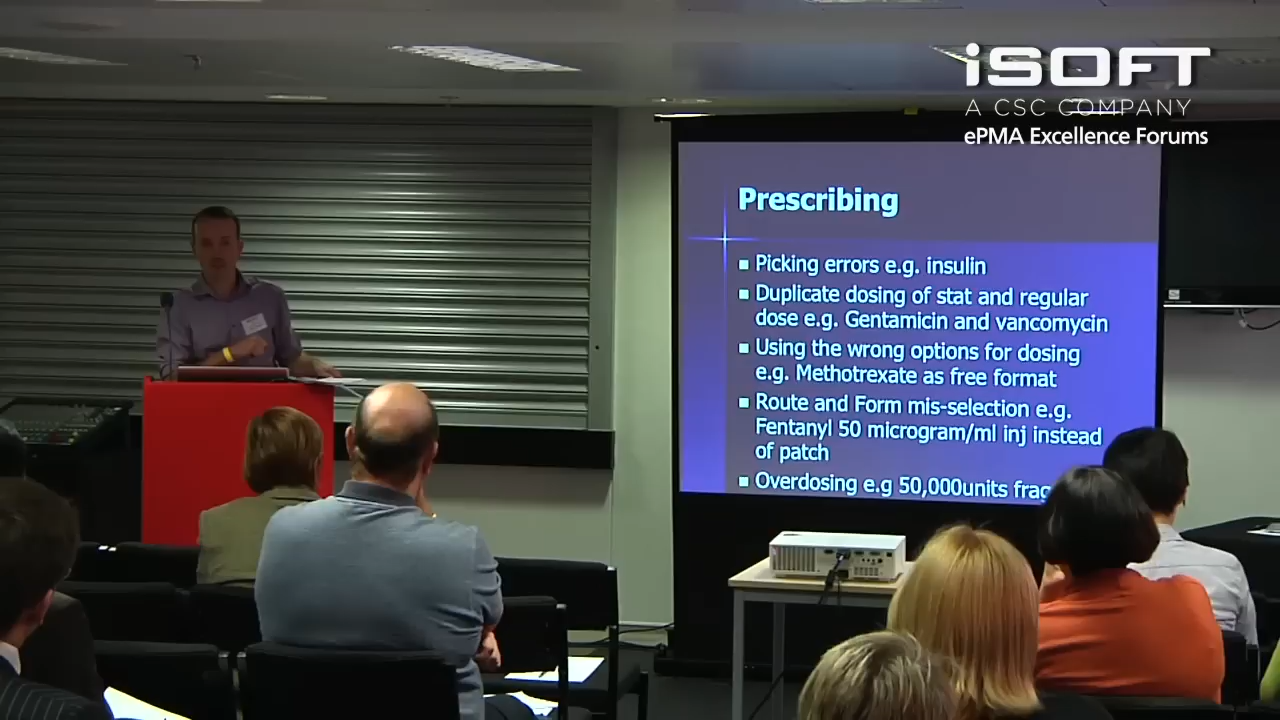 iSOFT
A CSC COMPANY
ePMA Excellence Forums
Prescribing
Picking errors e.g. insulin
Duplicate dosing of stat and regular
dose e.g. Gentamicin and vancomycin
Using the wrong options for dosing
e.g. Methotrexate as free format
Route and Form mis-selection e.g.
Fentanyl 50 microgram/ml inj instead
of patch
Overdosing e.g 50,000units